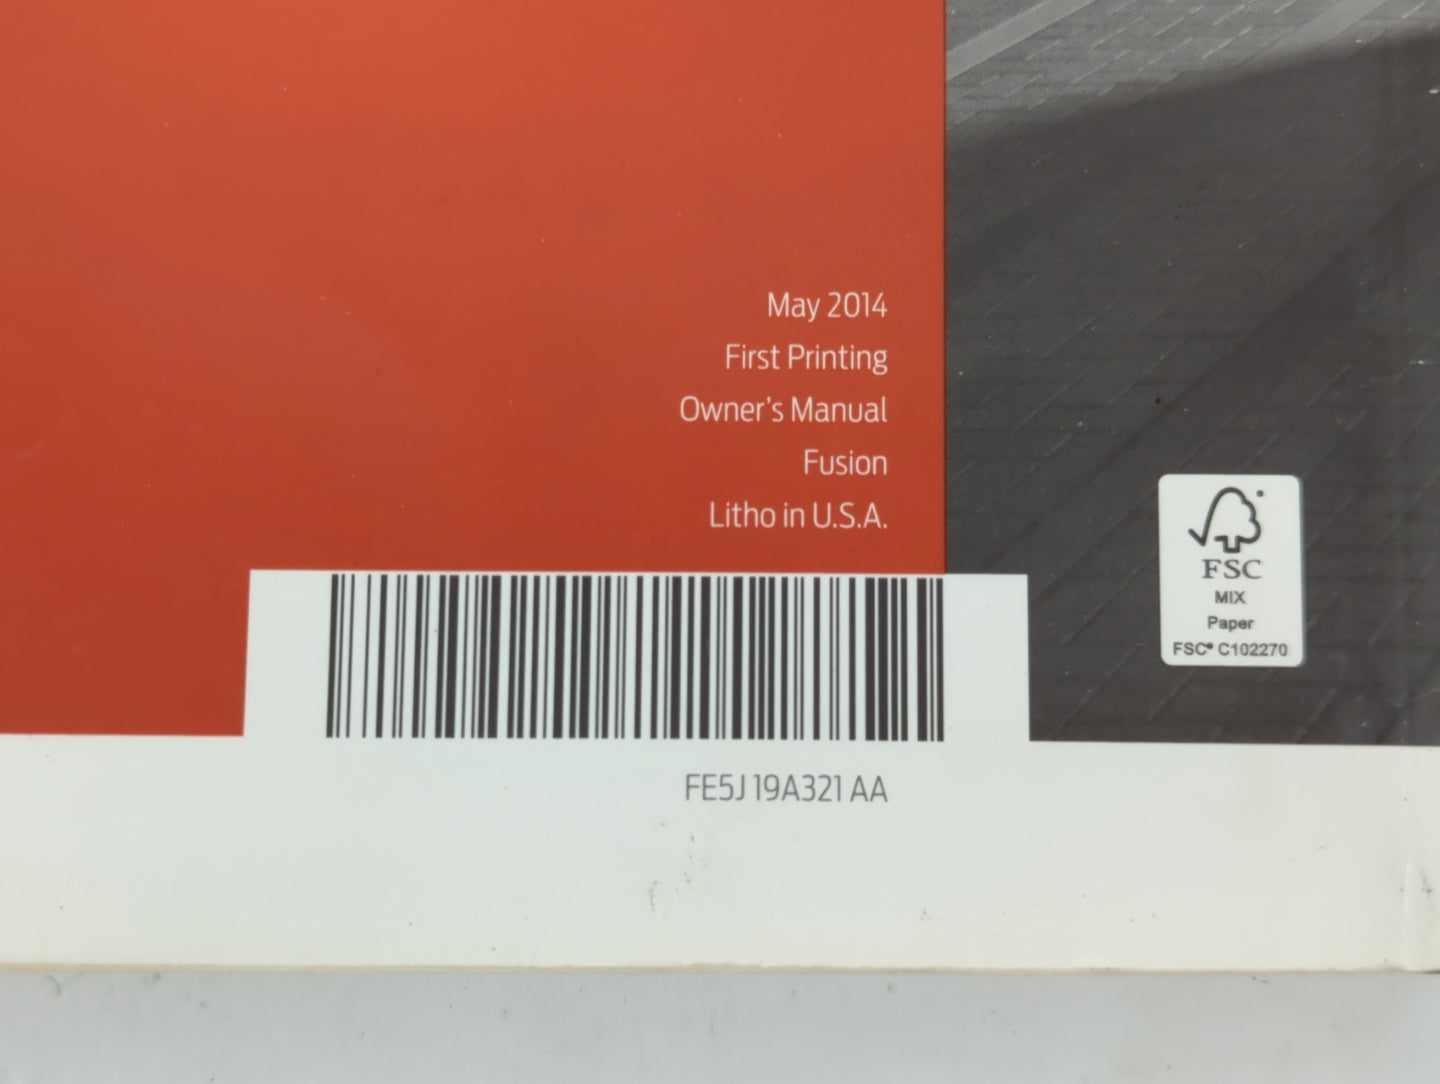 May 2014
First Printing
Owner's Manual
Fusion
Litho in U.S.A.
FSC
MIX
Paper
FSC® C102270
FE5J 19A321 AA